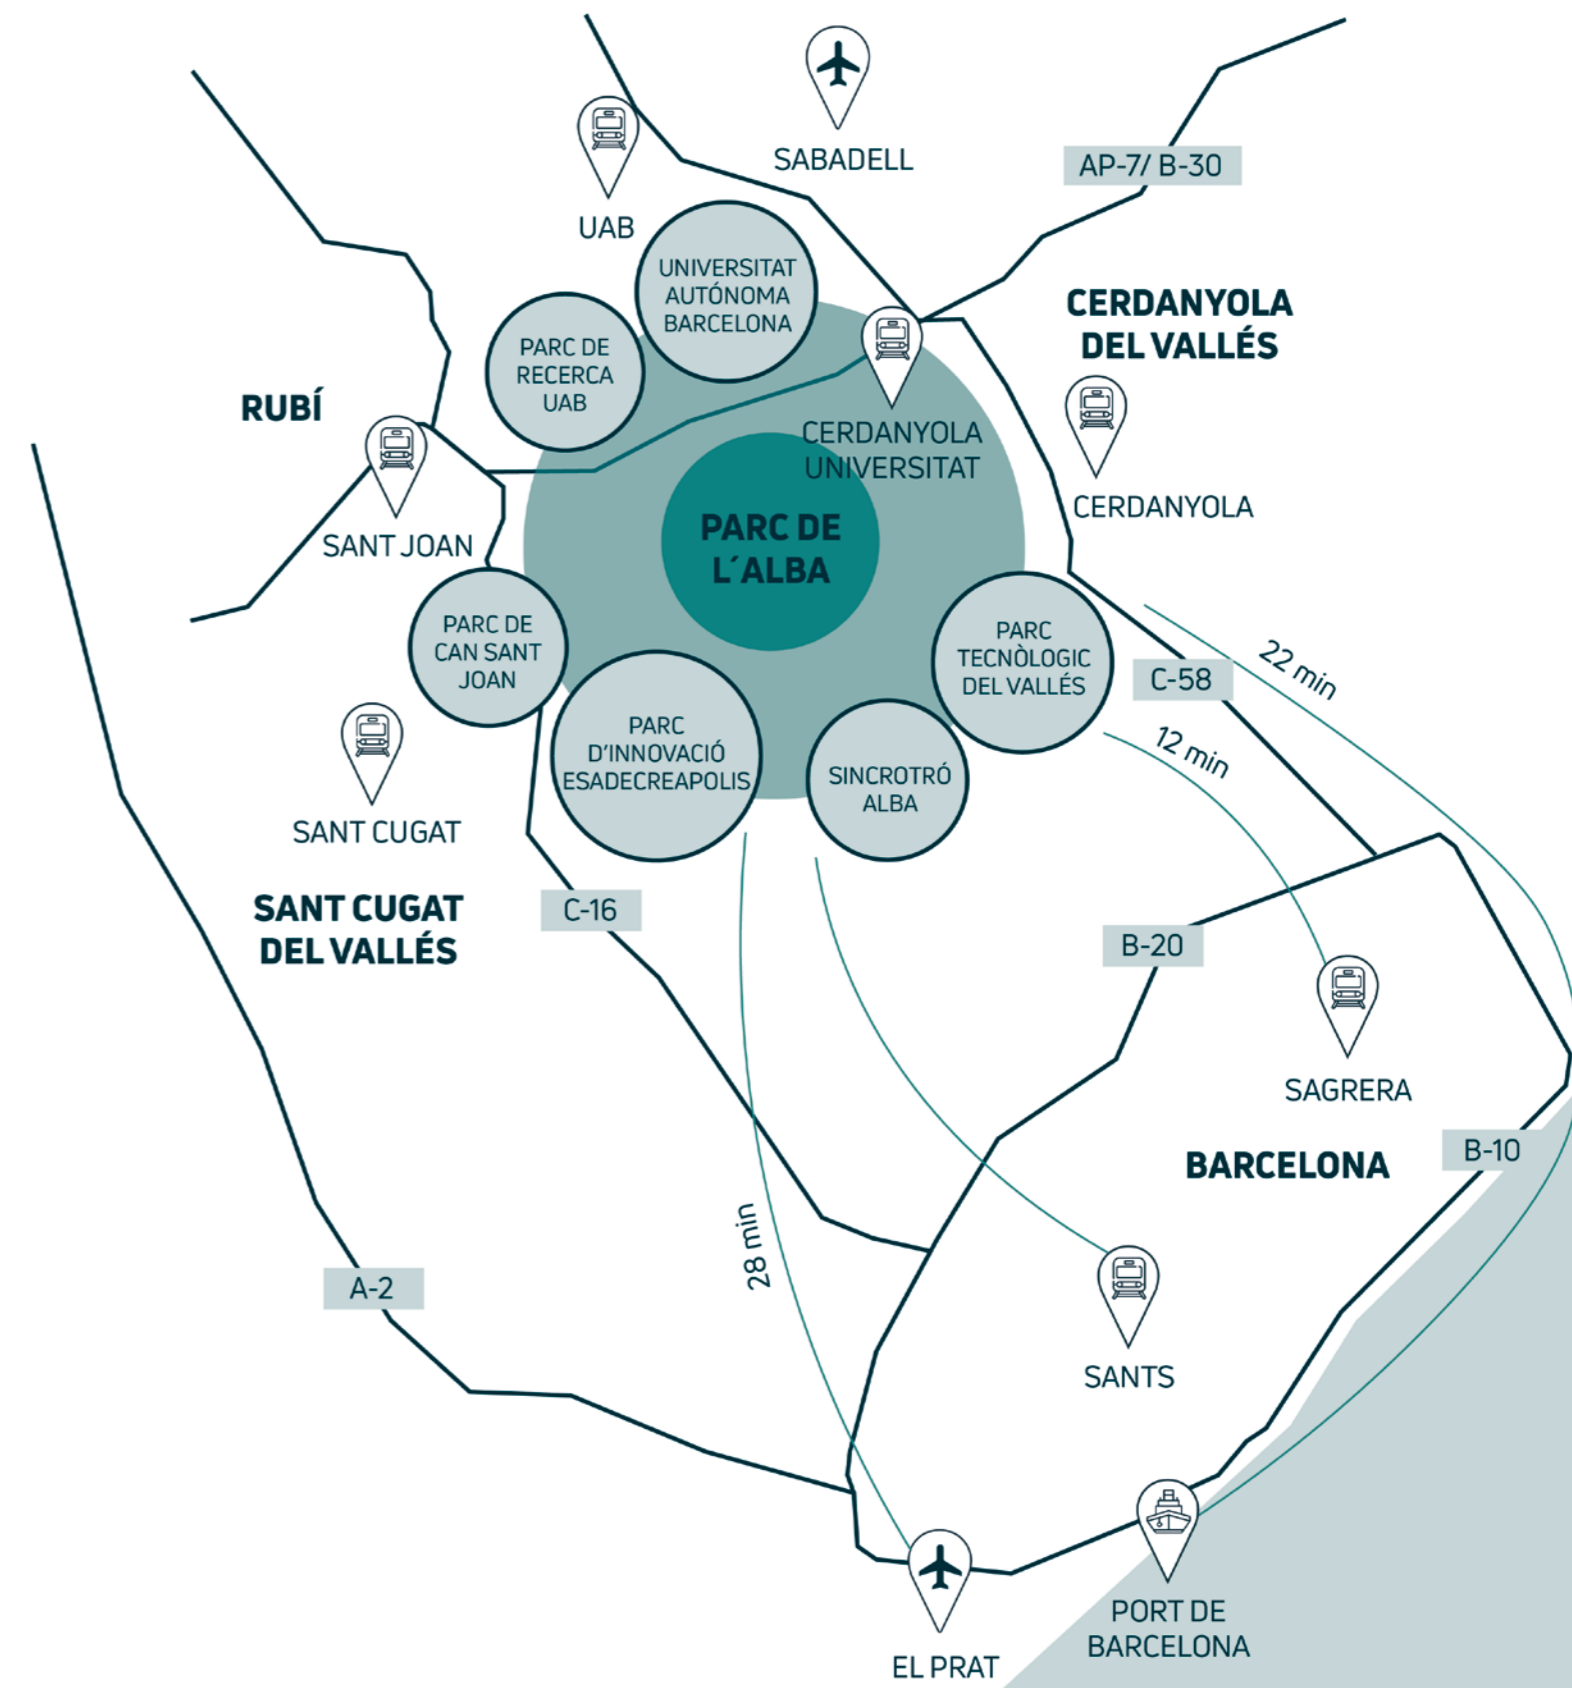 SABADELL
AP-7/ B-30
UAB
UNIVERSITAT
AUTÓNOMA
BARCELONA
CERDANYOLA
DEL VALLÉS
PARC DE
RECERCA
UAB
RUBÍ
CERDANYOLA
UNIVERSITAT
CERDANYOLA
SANT JOAN
PARC DE
L´ALBA
PARC DE
CAN SANT
JOAN
PARC
TECNÒLOGIC
DEL VALLÉS
C-58
22 min
12 min
PARC
D'INNOVACIÓ
ESADECREAPOLIS
SINCROTRÓ
ALBA
SANT CUGAT
SANT CUGAT
DEL VALLÉS
C-16
B-20
SAGRERA
BARCELONA
B-10
28 min
A-2
SANTS
PORT DE
BARCELONA
EL PRAT